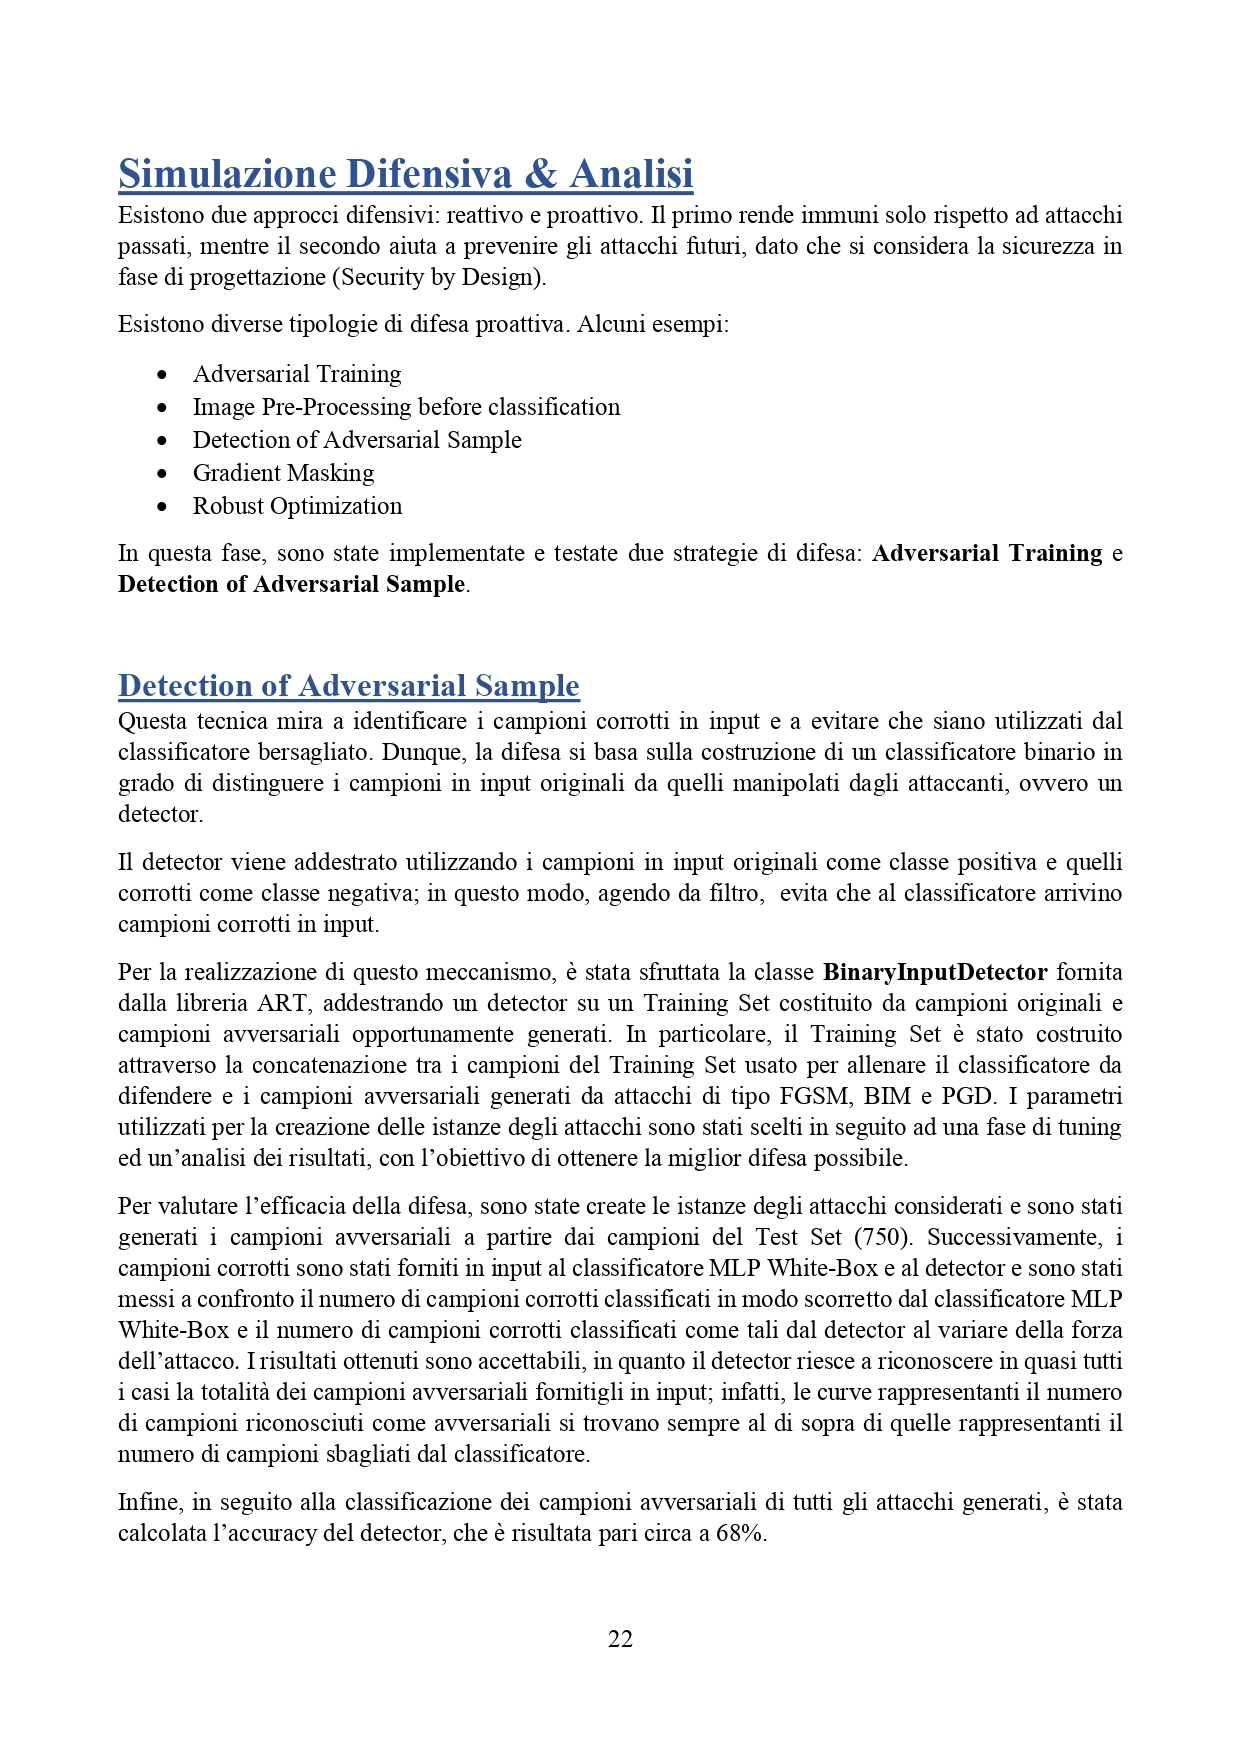 Simulazione Difensiva & Analisi
Esistono due approcci difensivi: reattivo e proattivo. Il primo rende immuni solo rispetto ad attacchi
passati, mentre il secondo aiuta a prevenire gli attacchi futuri, dato che si considera la sicurezza in
fase di progettazione (Security by Design).
Esistono diverse tipologie di difesa proattiva. Alcuni esempi:
• Adversarial Training
• Image Pre-Processing before classification
• Detection of Adversarial Sample
• Gradient Masking
• Robust Optimization
In questa fase, sono state implementate e testate due strategie di difesa: Adversarial Training e
Detection of Adversarial Sample.
Detection of Adversarial Sample
Questa tecnica mira a identificare i campioni corrotti in input e a evitare che siano utilizzati dal
classificatore bersagliato. Dunque, la difesa si basa sulla costruzione di un classificatore binario in
grado di distinguere i campioni in input originali da quelli manipolati dagli attaccanti, ovvero un
detector.
Il detector viene addestrato utilizzando i campioni in input originali come classe positiva e quelli
corrotti come classe negativa; in questo modo, agendo da filtro,  evita che al classificatore arrivino
campioni corrotti in input.
Per la realizzazione di questo meccanismo, è stata sfruttata la classe BinaryInputDetector fornita
dalla libreria ART, addestrando un detector su un Training Set costituito da campioni originali e
campioni avversariali opportunamente generati. In particolare, il Training Set è stato costruito
attraverso la concatenazione tra i campioni del Training Set usato per allenare il classificatore da
difendere e i campioni avversariali generati da attacchi di tipo FGSM, BIM e PGD. I parametri
utilizzati per la creazione delle istanze degli attacchi sono stati scelti in seguito ad una fase di tuning
ed un’analisi dei risultati, con l’obiettivo di ottenere la miglior difesa possibile.
Per valutare l’efficacia della difesa, sono state create le istanze degli attacchi considerati e sono stati
generati i campioni avversariali a partire dai campioni del Test Set (750). Successivamente, i
campioni corrotti sono stati forniti in input al classificatore MLP White-Box e al detector e sono stati
messi a confronto il numero di campioni corrotti classificati in modo scorretto dal classificatore MLP
White-Box e il numero di campioni corrotti classificati come tali dal detector al variare della forza
dell’attacco. I risultati ottenuti sono accettabili, in quanto il detector riesce a riconoscere in quasi tutti
i casi la totalità dei campioni avversariali fornitigli in input; infatti, le curve rappresentanti il numero
di campioni riconosciuti come avversariali si trovano sempre al di sopra di quelle rappresentanti il
numero di campioni sbagliati dal classificatore.
Infine, in seguito alla classificazione dei campioni avversariali di tutti gli attacchi generati, è stata
calcolata l’accuracy del detector, che è risultata pari circa a 68%.
22